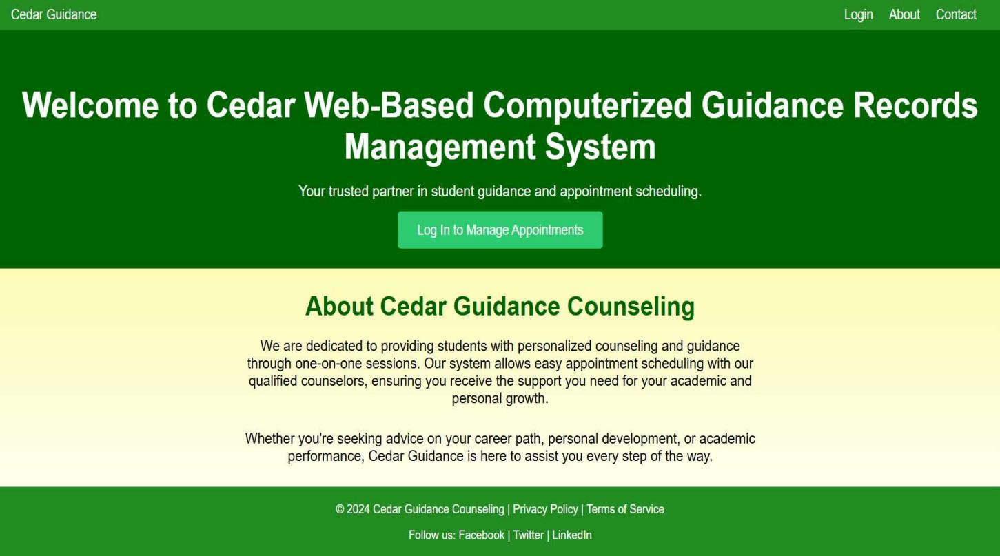 Cedar Guidance
Login About Contact
Welcome to Cedar Web-Based Computerized Guidance Records
Management System
Your trusted partner in student guidance and appointment scheduling.
Log In to Manage Appointments
About Cedar Guidance Counseling
We are dedicated to providing students with personalized counseling and guidance
through one-on-one sessions. Our system allows easy appointment scheduling with our
qualified counselors, ensuring you receive the support you need for your academic and
personal growth.
Whether you're seeking advice on your career path, personal development, or academic
performance, Cedar Guidance is here to assist you every step of the way.
© 2024 Cedar Guidance Counseling | Privacy Policy | Terms of Service
Follow us: Facebook | Twitter | LinkedIn